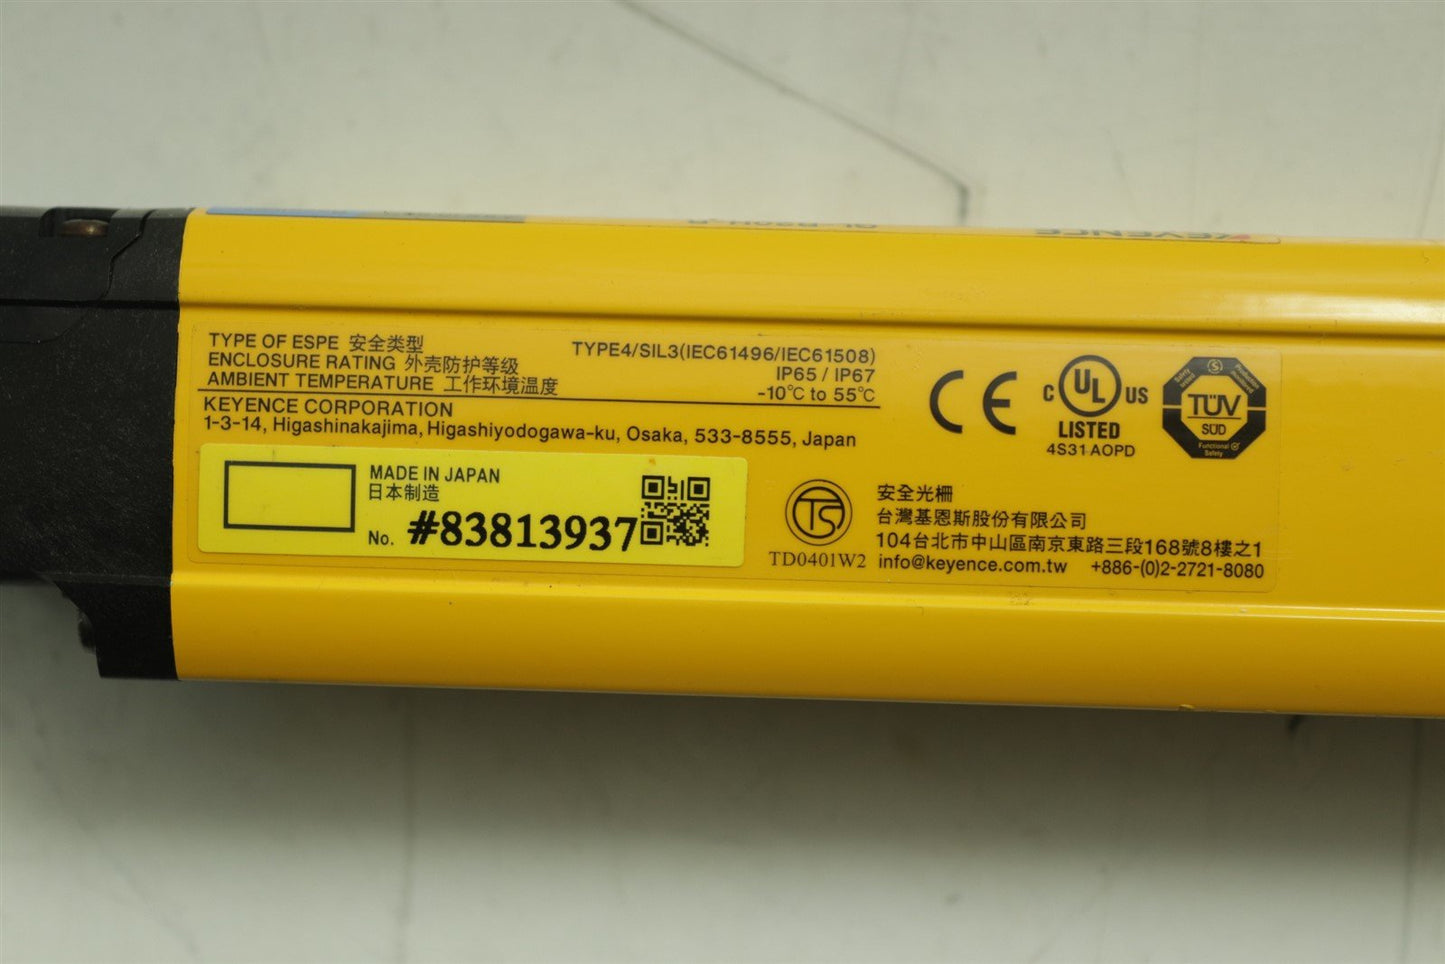 KEYENCE
TYPE OF ESPE 安全类型 TYPE4/SIL3(IEC61496/IEC61508)
ENCLOSURE RATING 外壳防护等级 IP65 / IP67
AMBIENT TEMPERATURE 工作环境温度 -10℃ to 55℃
KEYENCE CORPORATION
1-3-14, Higashinakajima, Higashiyodogawa-ku, Osaka, 533-8555, Japan
MADE IN JAPAN
日本制造
No. #83813937
CE
C UL US
LISTED
4S31 AOPD
TÜV
SÜD
Functional
Safety
TS
TD0401W2
安全光柵
台灣基恩斯股份有限公司
104台北市中山區南京東路三段168號8樓之1
info@keyence.com.tw +886-(0)2-2721-8080